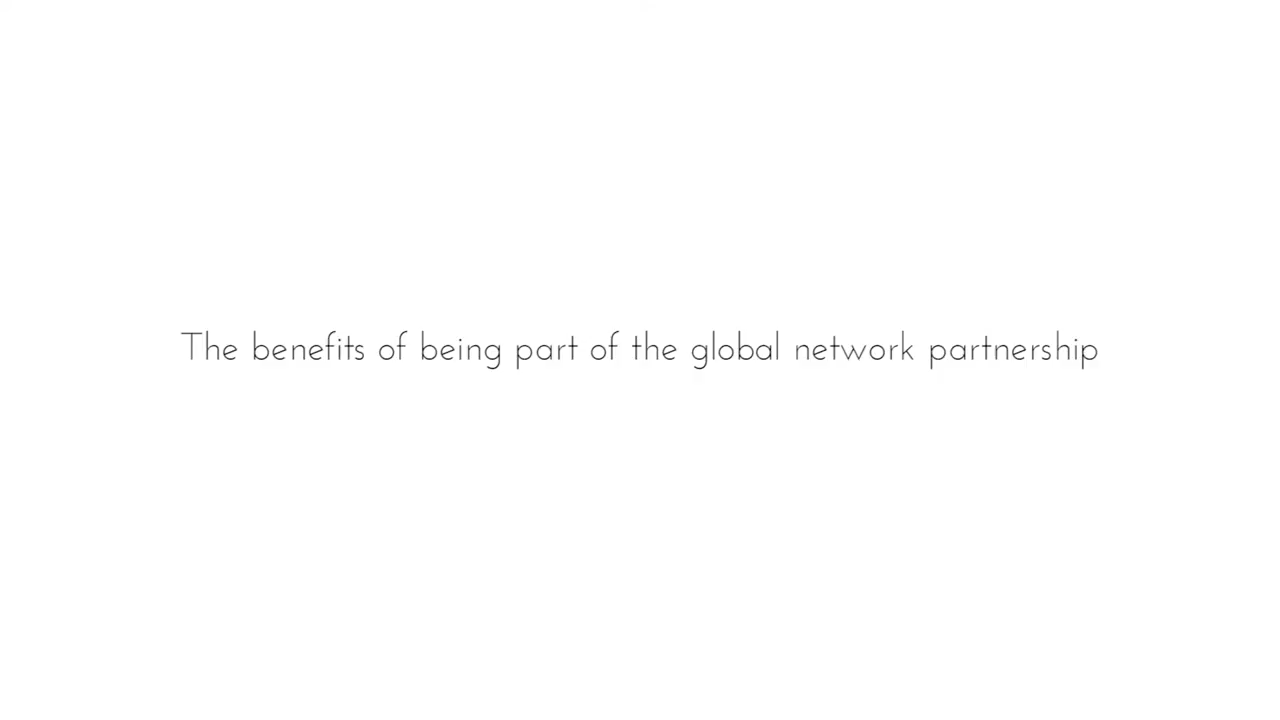 The benefits of being part of the global network partnership